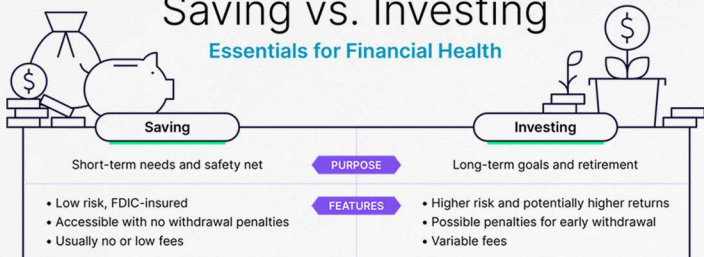 Saving vs. Investing
Essentials for Financial Health
$
$
Saving
Investing
Short-term needs and safety net
PURPOSE
Long-term goals and retirement
• Low risk, FDIC-insured
• Accessible with no withdrawal penalties
• Usually no or low fees
FEATURES
• Higher risk and potentially higher returns
• Possible penalties for early withdrawal
• Variable fees